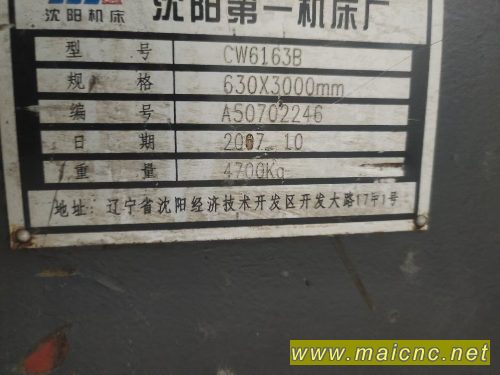 沈阳机床
沈阳第一机床厂
型 号 CW6163B
规 格 630X3000mm
编 号 A50702246
日 期 2007. 10
重 量 4700Kg
地址: 辽宁省沈阳经济技术开发区开发大路17甲1号
www.maicnc.net